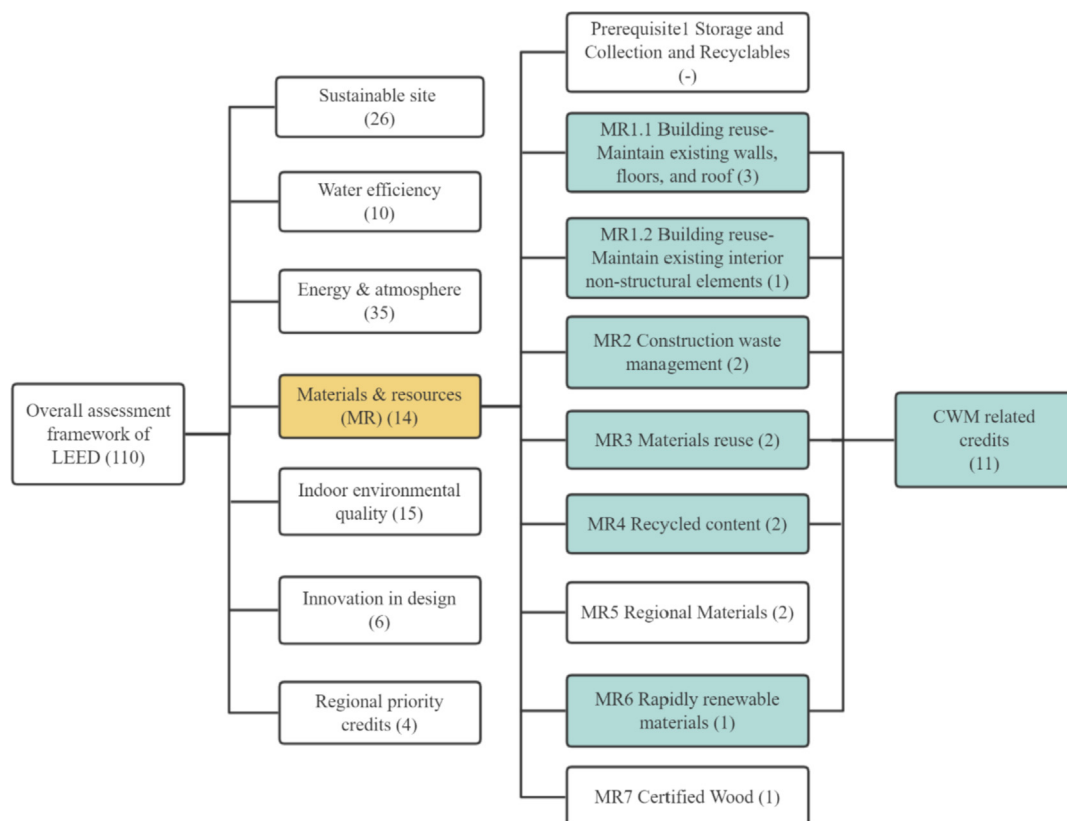 Overall assessment
framework of
LEED (110)
Sustainable site
(26)
Water efficiency
(10)
Energy & atmosphere
(35)
Materials & resources
(MR) (14)
Indoor environmental
quality (15)
Innovation in design
(6)
Regional priority
credits (4)
Prerequisite1 Storage and
Collection and Recyclables
(-)
MR1.1 Building reuse-
Maintain existing walls,
floors, and roof (3)
MR1.2 Building reuse-
Maintain existing interior
non-structural elements (1)
MR2 Construction waste
management (2)
MR3 Materials reuse (2)
MR4 Recycled content (2)
MR5 Regional Materials (2)
MR6 Rapidly renewable
materials (1)
MR7 Certified Wood (1)
CWM related
credits
(11)